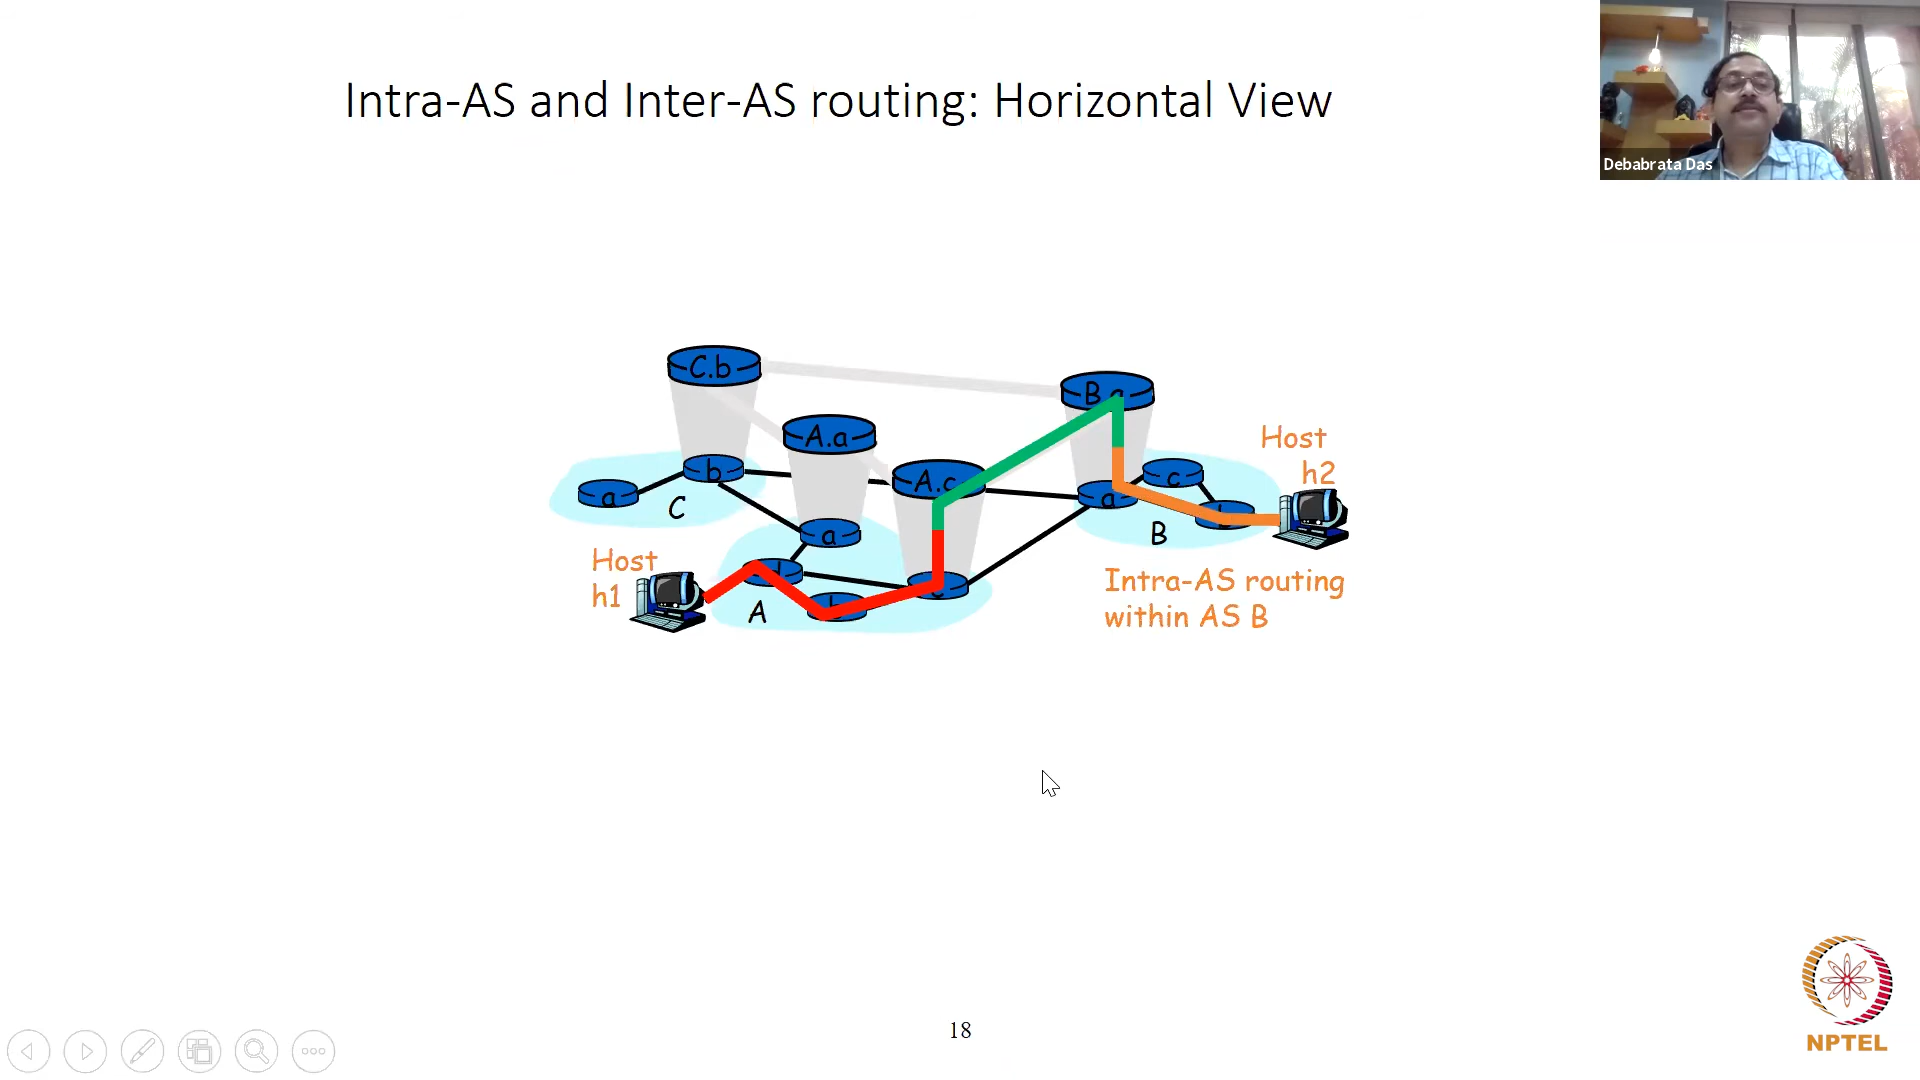 Intra-AS and Inter-AS routing: Horizontal View
Debabrata Das
C.b
B.a
A.a
Host
h2
b
A.c
c
a
a
C
a
B
Host
h1
Intra-AS routing
within AS B
A
18
NPTEL